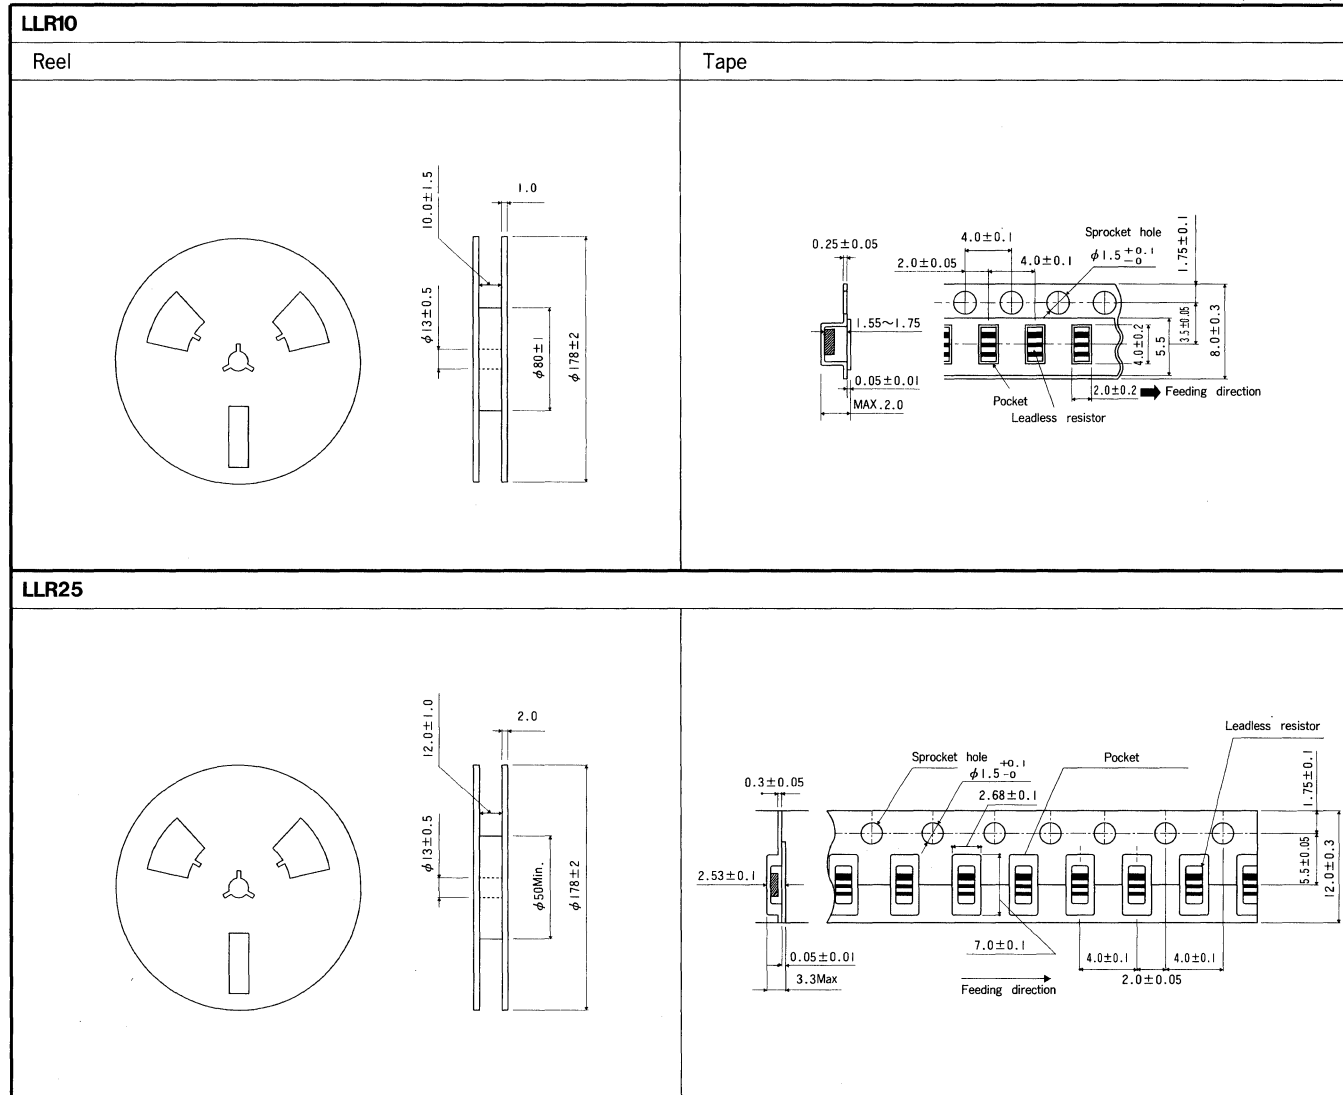 LLR10
Reel
Tape
10.0±1.5
1.0
φ13±0.5
φ80±1
φ178±2
0.25±0.05
4.0±0.1
Sprocket hole
φ1.5 +0.1 -0
1.75±0.1
2.0±0.05
4.0±0.1
1.55~1.75
3.5±0.05
8.0±0.3
4.0±0.2
5.5
0.05±0.01
MAX.2.0
Pocket
Leadless resistor
2.0±0.2
Feeding direction
LLR25
12.0±1.0
2.0
φ13±0.5
φ50Min.
φ178±2
Leadless resistor
Sprocket hole
φ1.5 +0.1 -0
Pocket
0.3±0.05
2.68±0.1
1.75±0.1
2.53±0.1
5.5±0.05
12.0±0.3
7.0±0.1
0.05±0.01
3.3Max
4.0±0.1
4.0±0.1
2.0±0.05
Feeding direction